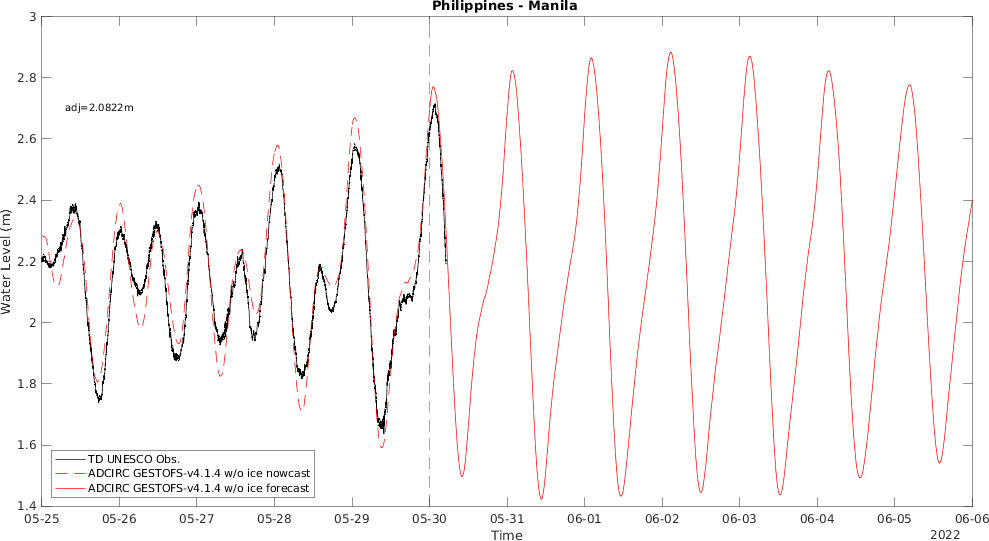 Philippines - Manila
3
2.8
2.6
2.4
2.2
2
1.8
1.6
1.4
Water Level (m)
adj=2.0822m
TD UNESCO Obs.
ADCIRC GESTOFS-v4.1.4 w/o ice nowcast
ADCIRC GESTOFS-v4.1.4 w/o ice forecast
05-25 05-26 05-27 05-28 05-29 05-30 05-31 06-01 06-02 06-03 06-04 06-05 06-06
Time
2022